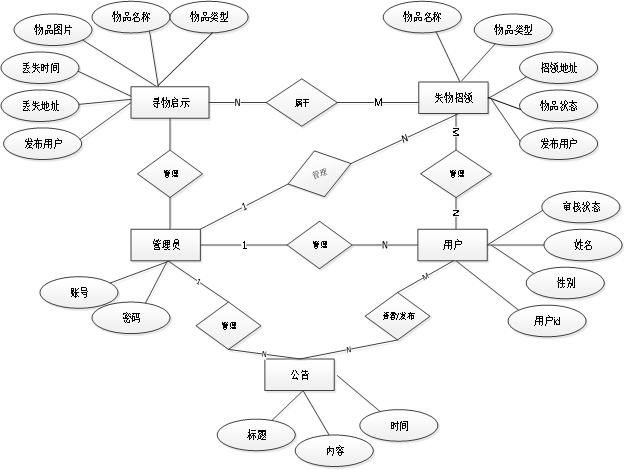 物品名称
物品类型
物品名称
物品图片
物品类型
丢失时间
招领地址
寻物启示
N
属于
M
失物招领
丢失地址
物品状态
发布用户
发布用户
N
M
管理
管理
管理
1
N
审核状态
管理员
1
管理
N
用户
姓名
M
账号
1
性别
密码
管理
查看/发布
用户id
N
N
公告
标题
时间
内容